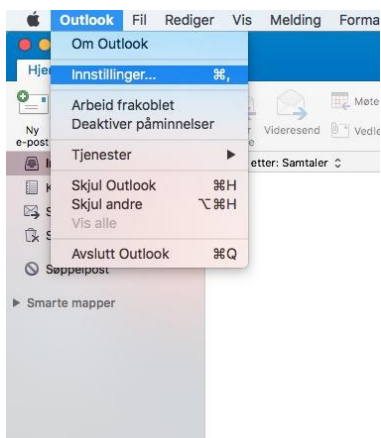 Outlook Fil Rediger Vis Melding Forma
Om Outlook
Hje
Innstillinger... ⌘,
Arbeid frakoblet
Deaktiver påminnelser
Ny
e-post
Videresend
Møte
Vedle
Tjenester ▶
etter: Samtaler
Skjul Outlook ⌘H
Skjul andre ⌥⌘H
Vis alle
Avslutt Outlook ⌘Q
Søppelpost
Smarte mapper